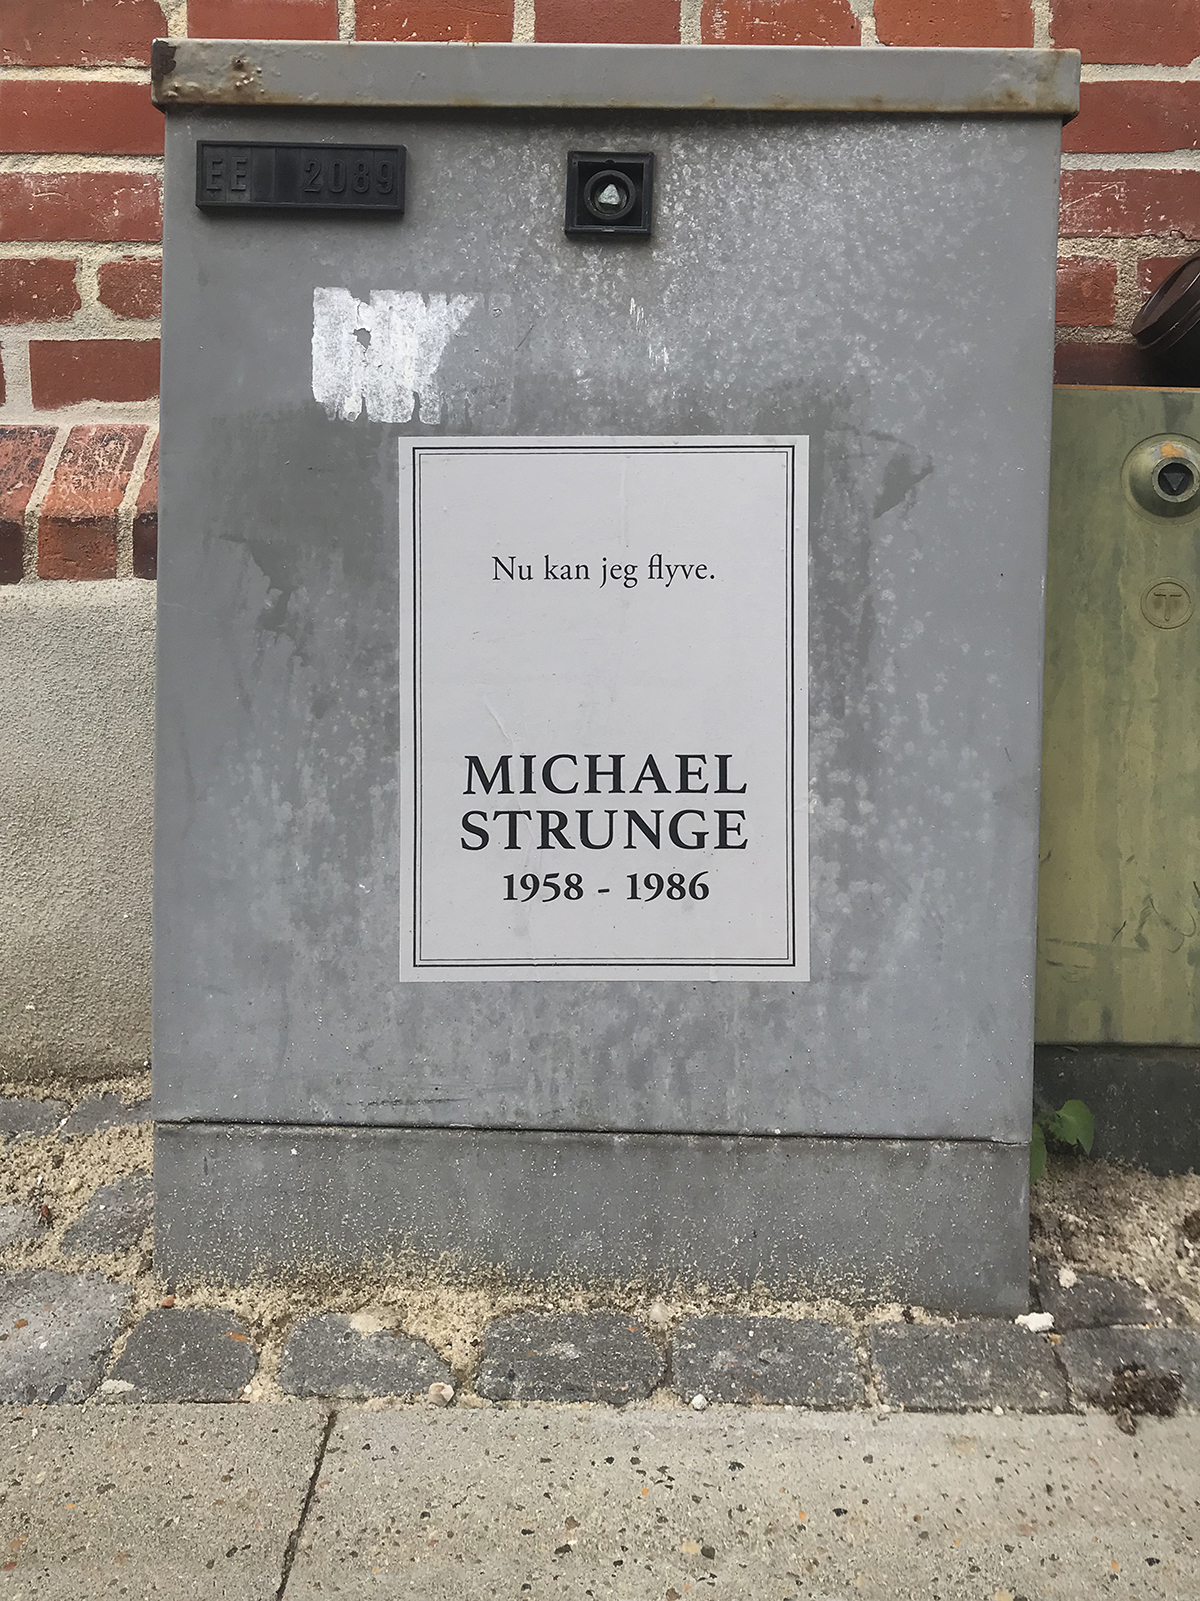 EE 2089
Nu kan jeg flyve.
MICHAEL
STRUNGE
1958 - 1986
T